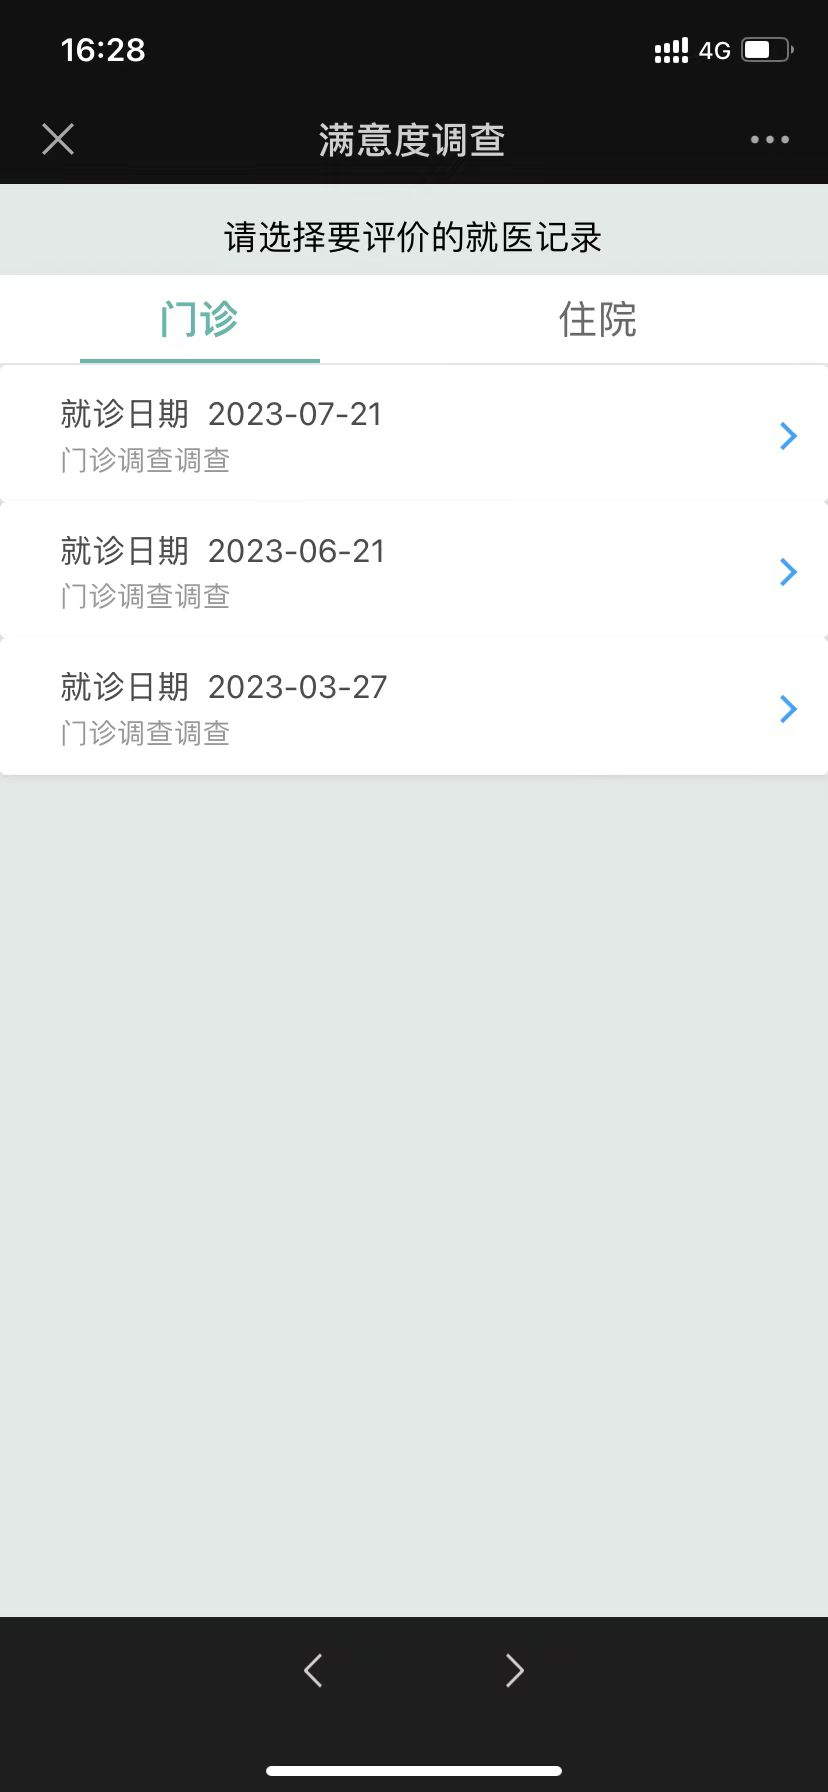 16:28
4G
满意度调查
请选择要评价的就医记录
门诊 住院
就诊日期 2023-07-21
门诊调查调查
就诊日期 2023-06-21
门诊调查调查
就诊日期 2023-03-27
门诊调查调查